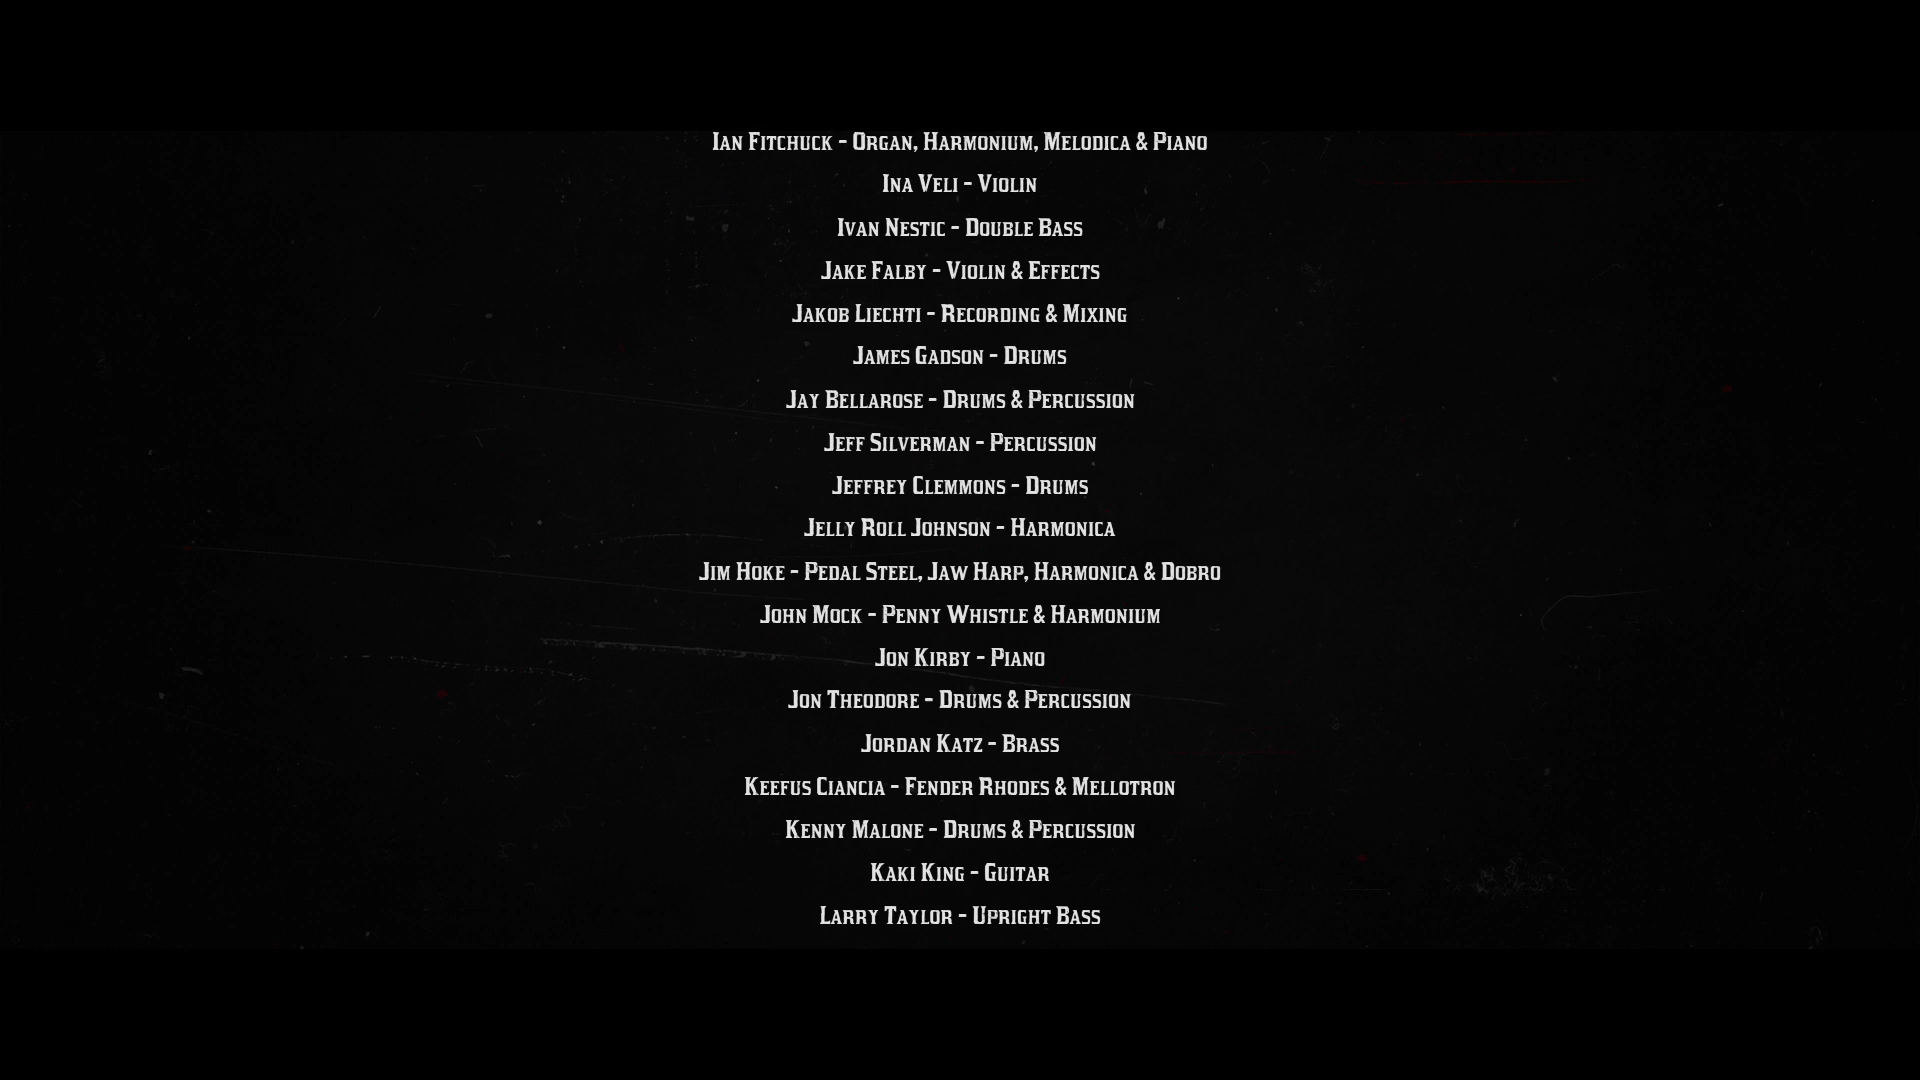 Ian Fitchuck - Organ, Harmonium, Melodica & Piano
Ina Veli - Violin
Ivan Nestic - Double Bass
Jake Falby - Violin & Effects
Jakob Liechti - Recording & Mixing
James Gadson - Drums
Jay Bellarose - Drums & Percussion
Jeff Silverman - Percussion
Jeffrey Clemmons - Drums
Jelly Roll Johnson - Harmonica
Jim Hoke - Pedal Steel, Jaw Harp, Harmonica & Dobro
John Mock - Penny Whistle & Harmonium
Jon Kirby - Piano
Jon Theodore - Drums & Percussion
Jordan Katz - Brass
Keefus Ciancia - Fender Rhodes & Mellotron
Kenny Malone - Drums & Percussion
Kaki King - Guitar
Larry Taylor - Upright Bass